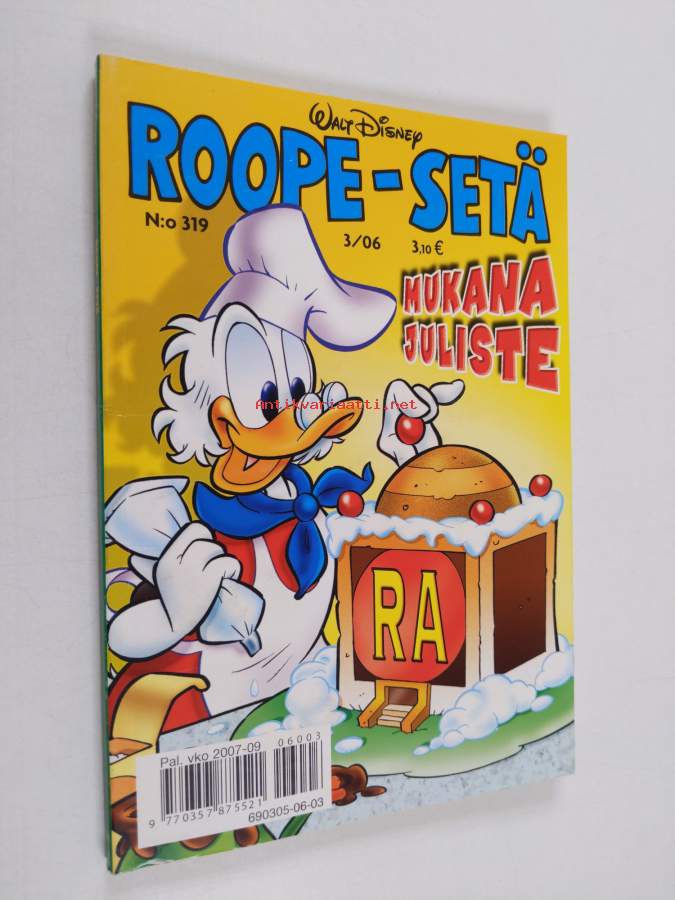 WALT DISNEY
ROOPE-SETÄ
N:o 319
3/06
3,10 €
MUKANA
JULISTE
Antikvariaatti.net
RA
Pal. vko 2007-09
06003
9 770357 875521
690305-06-03